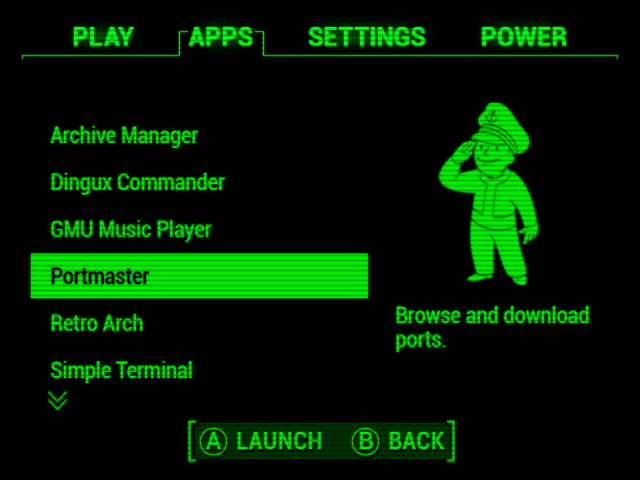 PLAY APPS SETTINGS POWER
Archive Manager
Dingux Commander
GMU Music Player
Portmaster
Retro Arch
Simple Terminal
Browse and download
ports.
A LAUNCH B BACK